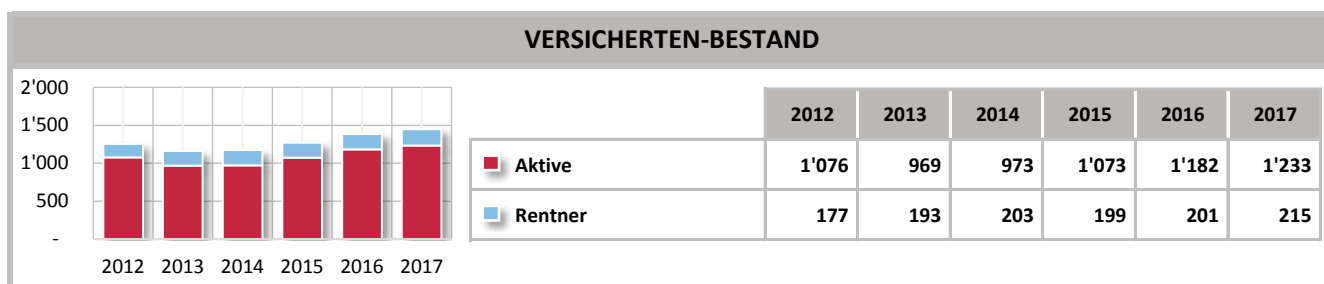 VERSICHERTEN-BESTAND
2'000
1'500
1'000
500
-
2012 2013 2014 2015 2016 2017
2012 2013 2014 2015 2016 2017
Aktive 1'076 969 973 1'073 1'182 1'233
Rentner 177 193 203 199 201 215